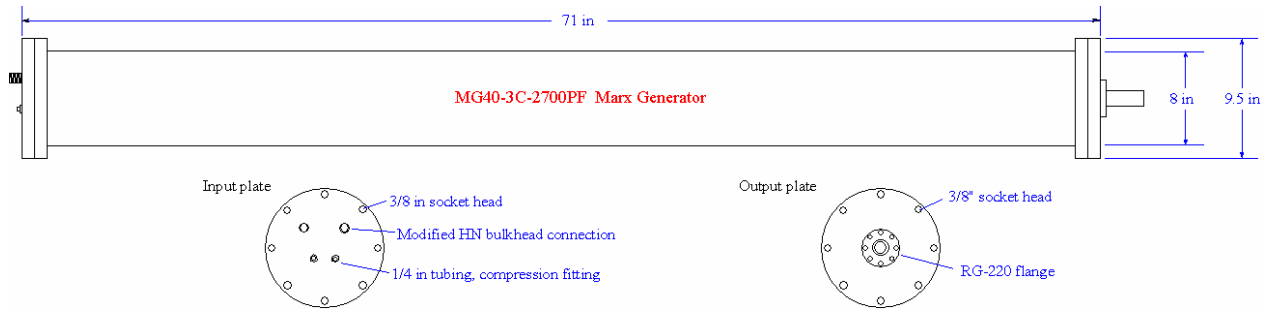 71 in
MG40-3C-2700PF Marx Generator
8 in
9.5 in
Input plate
3/8 in socket head
Modified HN bulkhead connection
1/4 in tubing, compression fitting
Output plate
3/8" socket head
RG-220 flange